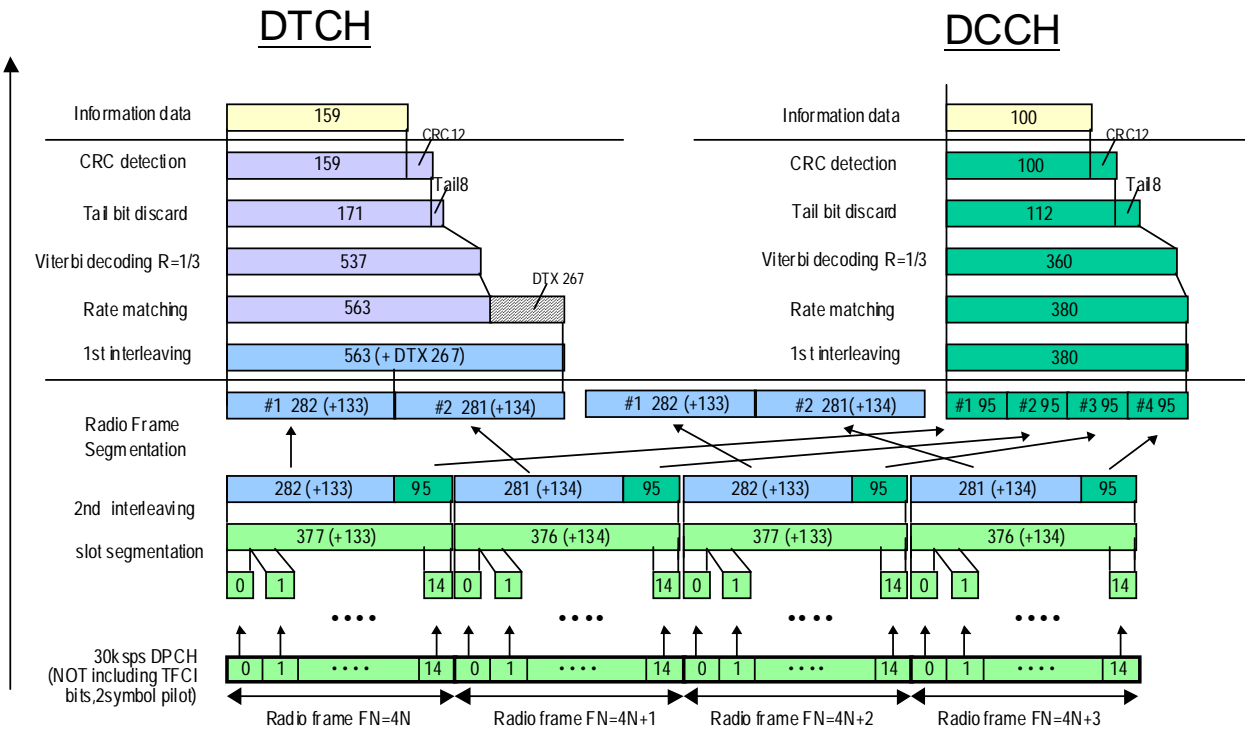 DTCH
DCCH
Information data
159
Information data
100
CRC12
CRC12
CRC detection
159
CRC detection
100
Tail8
Tail8
Tail bit discard
171
Tail bit discard
112
Viterbi decoding R=1/3
537
Viterbi decoding R=1/3
360
DTX 267
Rate matching
563
Rate matching
380
1st interleaving
563 (+ DTX 267)
1st interleaving
380
#1 282 (+133)
#2 281 (+134)
#1 282 (+133)
#2 281(+134)
#1 95
#2 95
#3 95
#4 95
Radio Frame
Segmentation
282 (+133)
95
281 (+134)
95
282 (+133)
95
281 (+134)
95
2nd interleaving
377 (+133)
376 (+134)
377 (+133)
376 (+134)
slot segmentation
0
1
14
0
1
14
0
1
14
0
1
14
• • • •
• • • •
• • • •
• • • •
30ksps DPCH
(NOT including TFCI
bits,2symbol pilot)
0
1
• • • •
14
0
1
• • • •
14
0
1
• • • •
14
0
1
• • • •
14
Radio frame FN=4N
Radio frame FN=4N+1
Radio frame FN=4N+2
Radio frame FN=4N+3